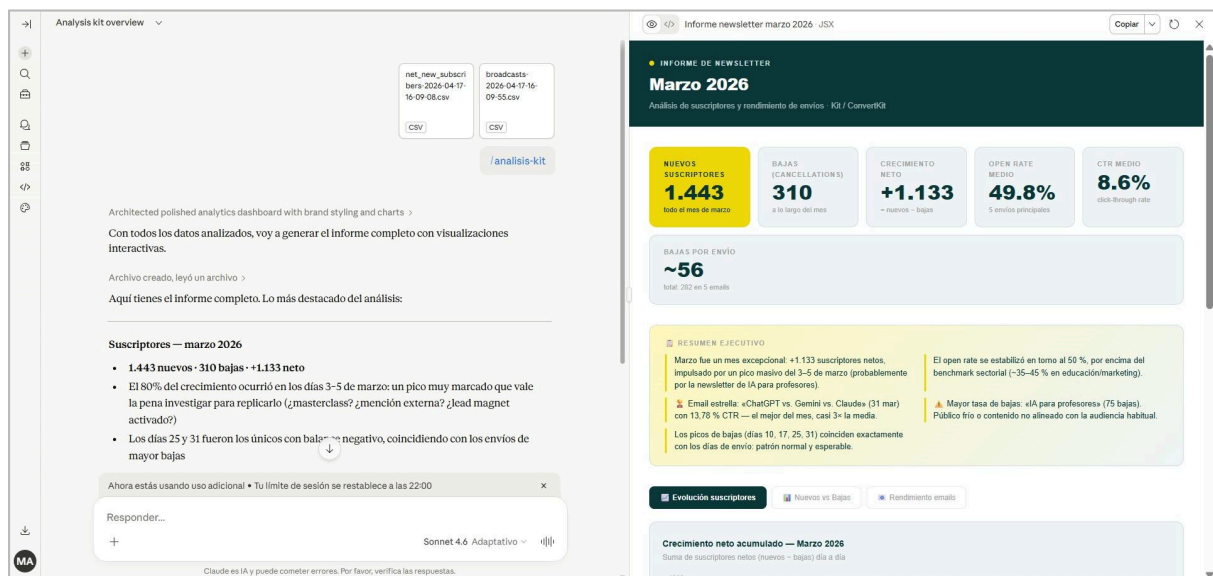 Analysis kit overview
net_new_subscri
bers-2026-04-17-
16-09-08.csv
CSV
broadcasts-
2026-04-17-16-
09-55.csv
CSV
/analisis-kit
Architected polished analytics dashboard with brand styling and charts >
Con todos los datos analizados, voy a generar el informe completo con visualizaciones
interactivas.
Archivo creado, leyó un archivo >
Aquí tienes el informe completo. Lo más destacado del análisis:
Suscriptores — marzo 2026
• 1.443 nuevos · 310 bajas · +1.133 neto
• El 80% del crecimiento ocurrió en los días 3–5 de marzo: un pico muy marcado que vale
la pena investigar para replicarlo (¿masterclass? ¿mención externa? ¿lead magnet
activado?)
• Los días 25 y 31 fueron los únicos con balance negativo, coincidiendo con los envíos de
mayor bajas
Ahora estás usando uso adicional • Tu límite de sesión se restablece a las 22:00
Responder...
Sonnet 4.6 Adaptativo
MA
Claude es IA y puede cometer errores. Por favor, verifica las respuestas.
Informe newsletter marzo 2026 · JSX
Copiar
INFORME DE NEWSLETTER
Marzo 2026
Análisis de suscriptores y rendimiento de envíos · Kit / ConvertKit
NUEVOS
SUSCRIPTORES
1.443
todo el mes de marzo
BAJAS
(CANCELLATIONS)
310
a lo largo del mes
CRECIMIENTO
NETO
+1.133
= nuevos − bajas
OPEN RATE
MEDIO
49.8%
5 envíos principales
CTR MEDIO
8.6%
click-through rate
BAJAS POR ENVÍO
~56
total: 282 en 5 emails
RESUMEN EJECUTIVO
Marzo fue un mes excepcional: +1.133 suscriptores netos,
impulsado por un pico masivo del 3–5 de marzo (probablemente
por la newsletter de IA para profesores).
El open rate se estabilizó en torno al 50 %, por encima del
benchmark sectorial (~35–45 % en educación/marketing).
Email estrella: «ChatGPT vs. Gemini vs. Claude» (31 mar)
con 13,78 % CTR — el mejor del mes, casi 3× la media.
Mayor tasa de bajas: «IA para profesores» (75 bajas).
Público frío o contenido no alineado con la audiencia habitual.
Los picos de bajas (días 10, 17, 25, 31) coinciden exactamente
con los días de envío: patrón normal y esperable.
Evolución suscriptores
Nuevos vs Bajas
Rendimiento emails
Crecimiento neto acumulado — Marzo 2026
Suma de suscriptores netos (nuevos − bajas) día a día